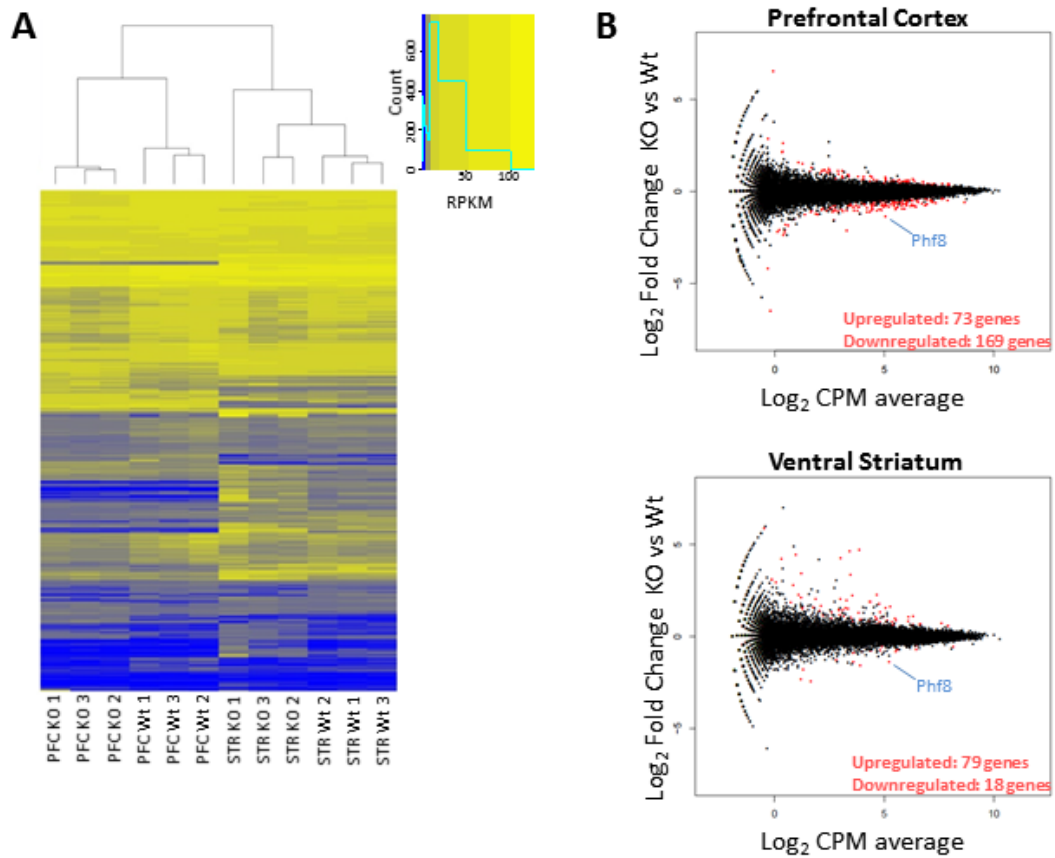 A
Count
0
200
400
600
50
100
RPKM
PFC KO 1
PFC KO 3
PFC KO 2
PFC Wt 1
PFC Wt 3
PFC Wt 2
STR KO 1
STR KO 3
STR KO 2
STR Wt 2
STR Wt 1
STR Wt 3
B
Prefrontal Cortex
Log2 Fold Change KO vs Wt
5
0
-5
Phf8
Upregulated: 73 genes
Downregulated: 169 genes
0
5
10
Log2 CPM average
Ventral Striatum
Log2 Fold Change KO vs Wt
5
0
-5
Phf8
Upregulated: 79 genes
Downregulated: 18 genes
0
5
10
Log2 CPM average